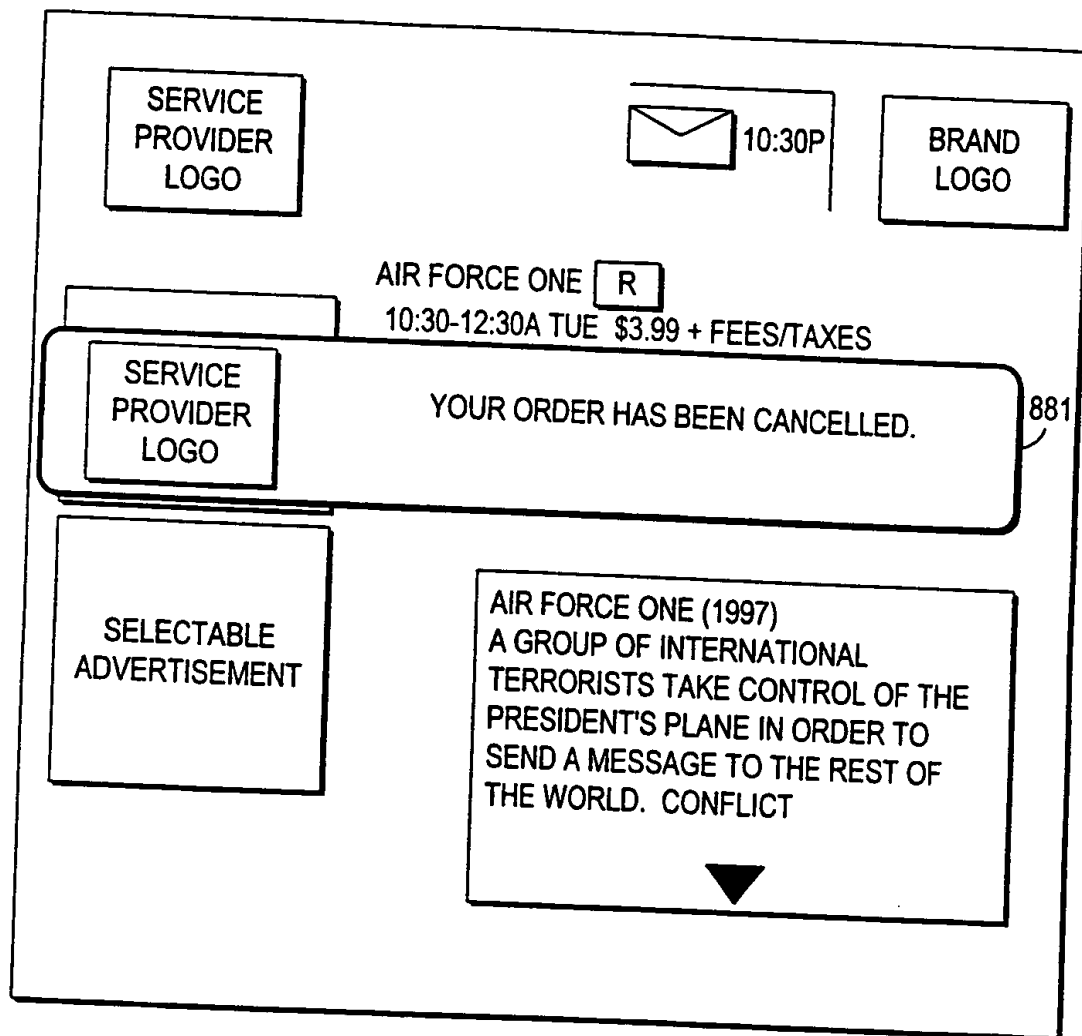 SERVICE
PROVIDER
LOGO
10:30P
BRAND
LOGO
AIR FORCE ONE R
10:30-12:30A TUE $3.99 + FEES/TAXES
SERVICE
PROVIDER
LOGO
YOUR ORDER HAS BEEN CANCELLED.
881
SELECTABLE
ADVERTISEMENT
AIR FORCE ONE (1997)
A GROUP OF INTERNATIONAL
TERRORISTS TAKE CONTROL OF THE
PRESIDENT'S PLANE IN ORDER TO
SEND A MESSAGE TO THE REST OF
THE WORLD. CONFLICT